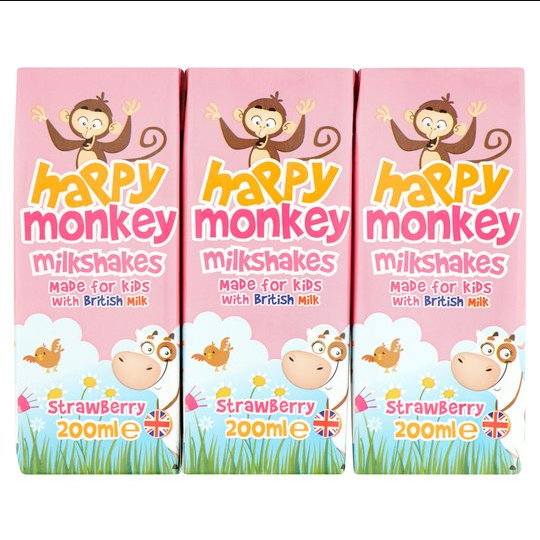 happy
monkey
milkshakes
Made for Kids
with British Milk
Strawberry
200ml e
happy
monkey
milkshakes
Made for Kids
with British Milk
Strawberry
200ml e
happy
monkey
milkshakes
Made for Kids
with British Milk
Strawberry
200ml e